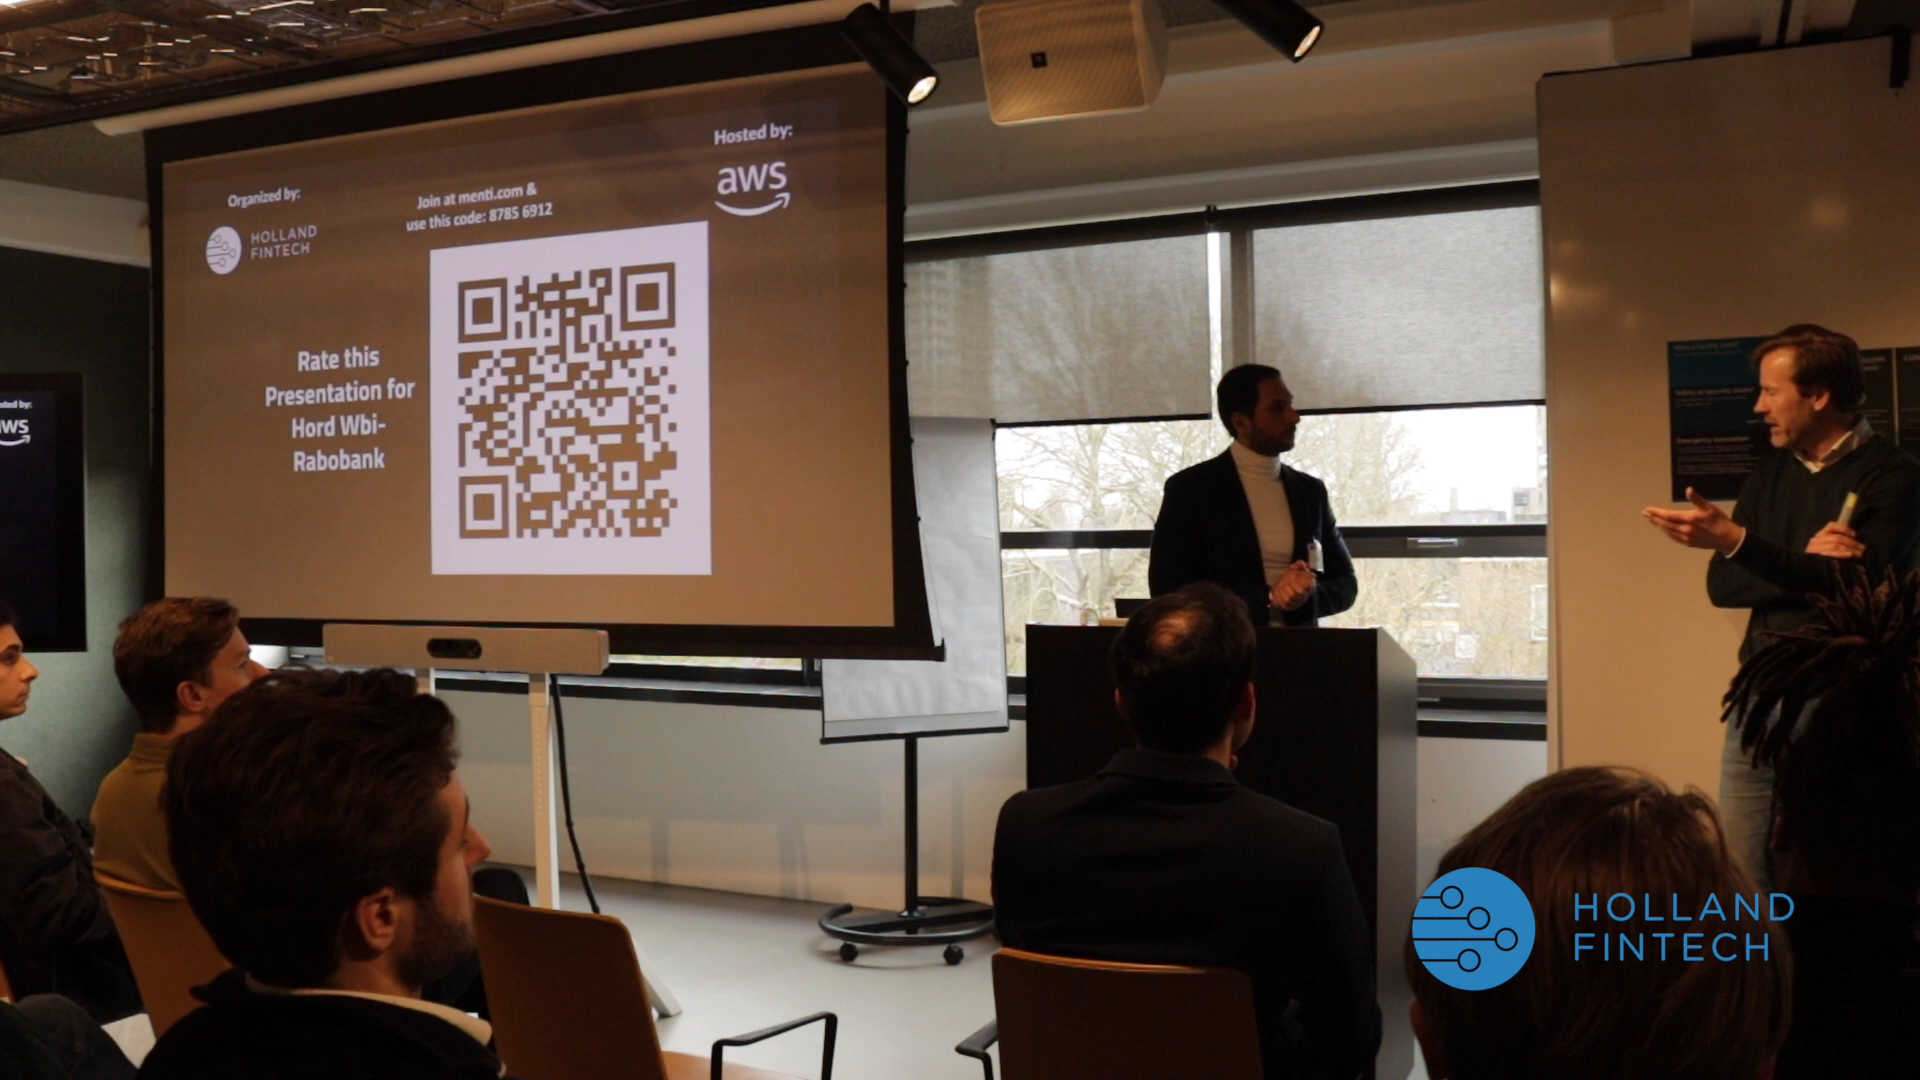 Organized by:
HOLLAND
FINTECH
Join at menti.com &
use this code: 8785 6912
Hosted by:
aws
Rate this
Presentation for
Hord Wbi-
Rabobank
aws
HOLLAND
FINTECH